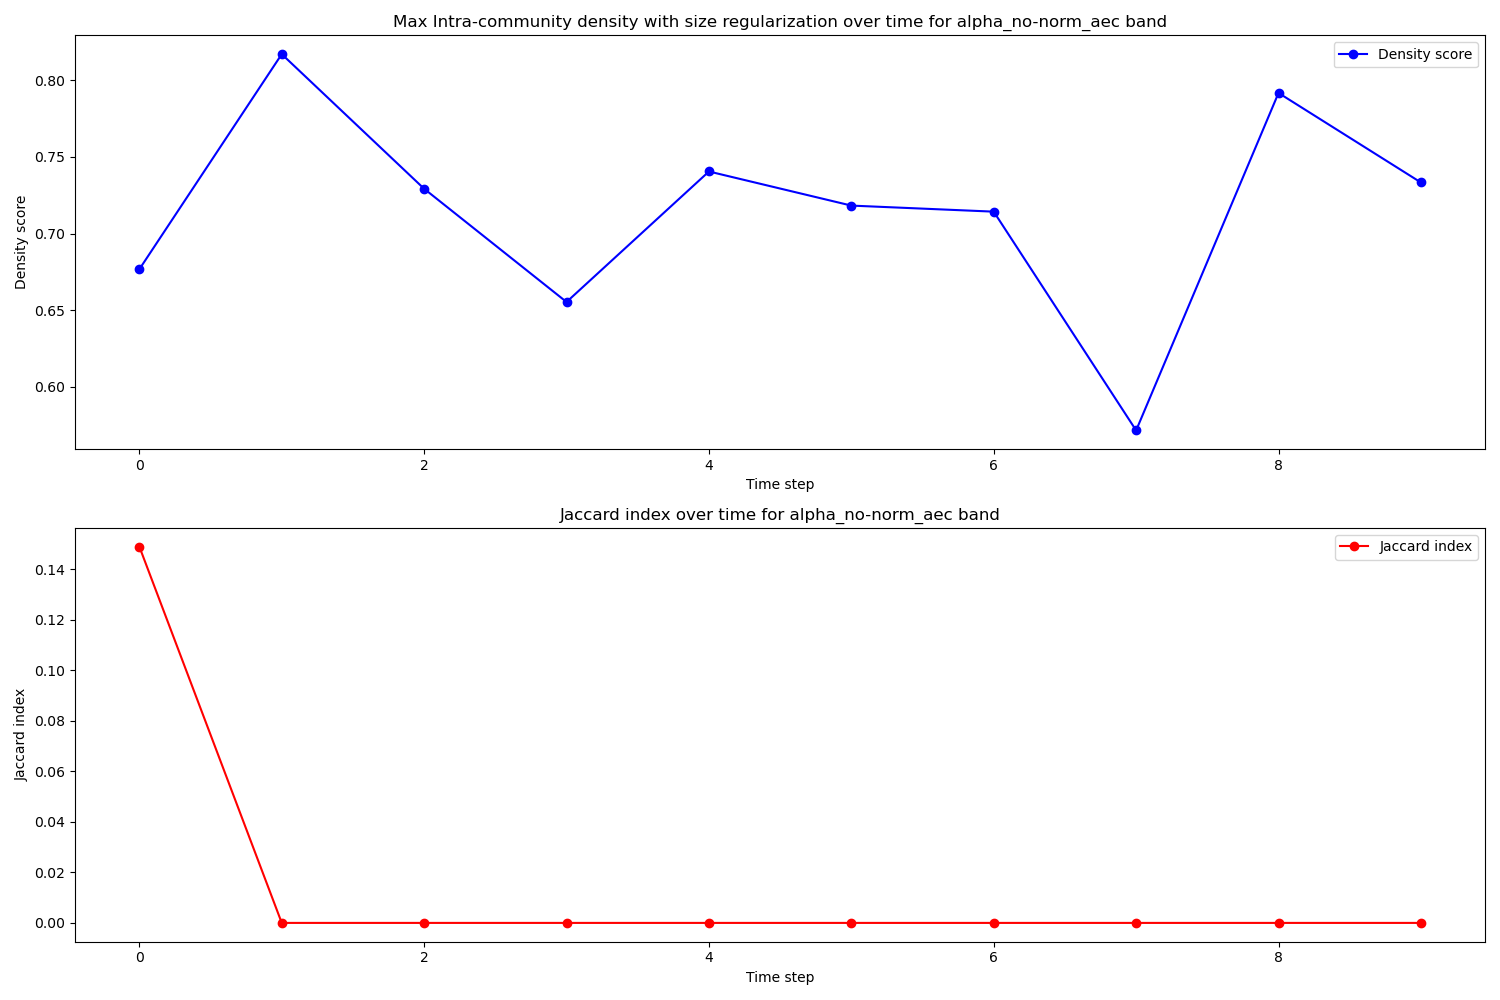 Max Intra-community density with size regularization over time for alpha_no-norm_aec band
Density score
0.80
0.75
0.70
0.65
0.60
Density score
0 2 4 6 8
Time step
Jaccard index over time for alpha_no-norm_aec band
Jaccard index
0.14
0.12
0.10
0.08
0.06
0.04
0.02
0.00
Jaccard index
0 2 4 6 8
Time step